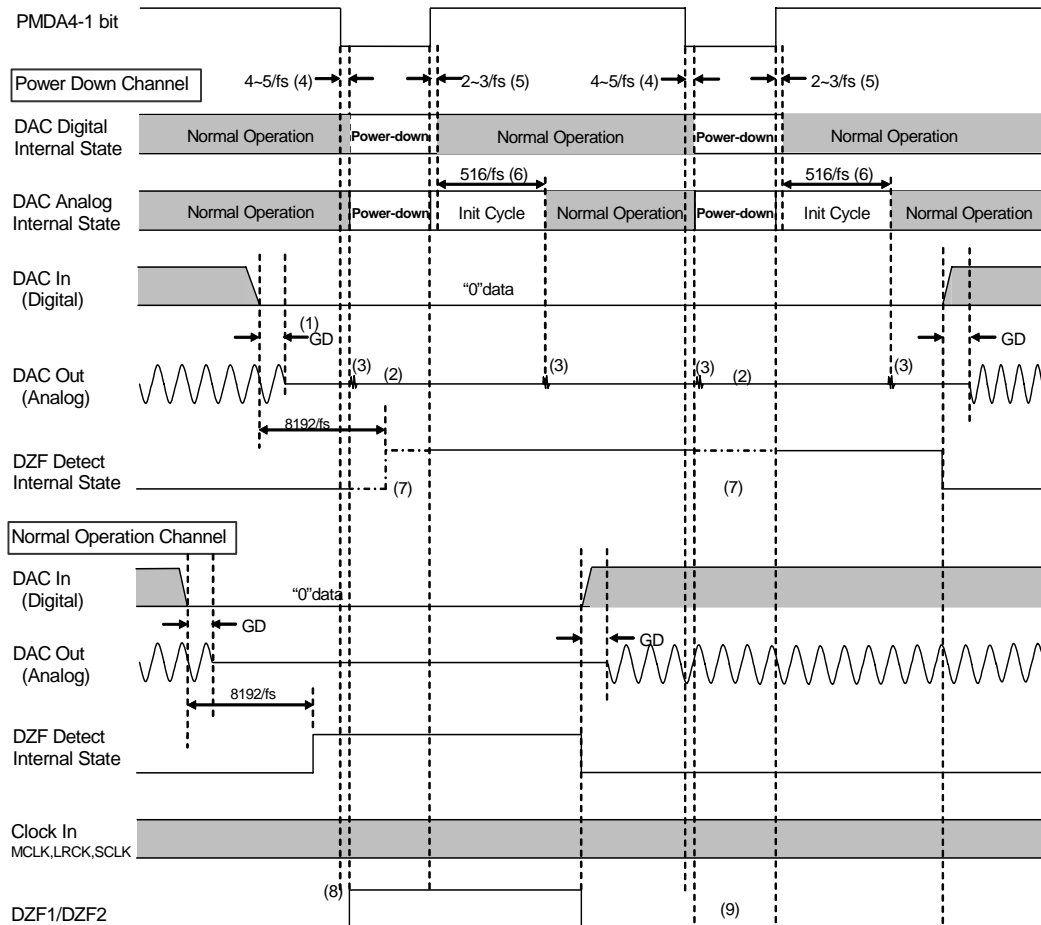 PMDA4-1 bit
4~5/fs (4)
2~3/fs (5)
4~5/fs (4)
2~3/fs (5)
Power Down Channel
DAC Digital
Internal State
Normal Operation
Power-down
Normal Operation
Power-down
Normal Operation
516/fs (6)
516/fs (6)
DAC Analog
Internal State
Normal Operation
Power-down
Init Cycle
Normal Operation
Power-down
Init Cycle
Normal Operation
DAC In
(Digital)
“0”data
(1)
GD
GD
DAC Out
(Analog)
(3)
(2)
(3)
(3)
(2)
(3)
8192/fs
DZF Detect
Internal State
(7)
(7)
Normal Operation Channel
DAC In
(Digital)
“0”data
GD
GD
DAC Out
(Analog)
8192/fs
DZF Detect
Internal State
Clock In
MCLK,LRCK,SCLK
(8)
DZF1/DZF2
(9)